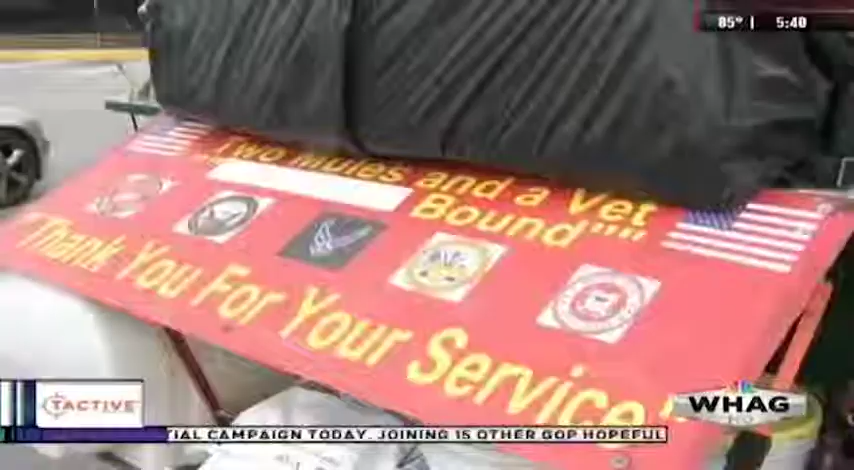 85° | 5:40
"Two Mules and a Vet
Bound""
"Thank You For Your Service"
TACTIVE
WHAG
IAL CAMPAIGN TODAY. JOINING 15 OTHER GOP HOPEFUL